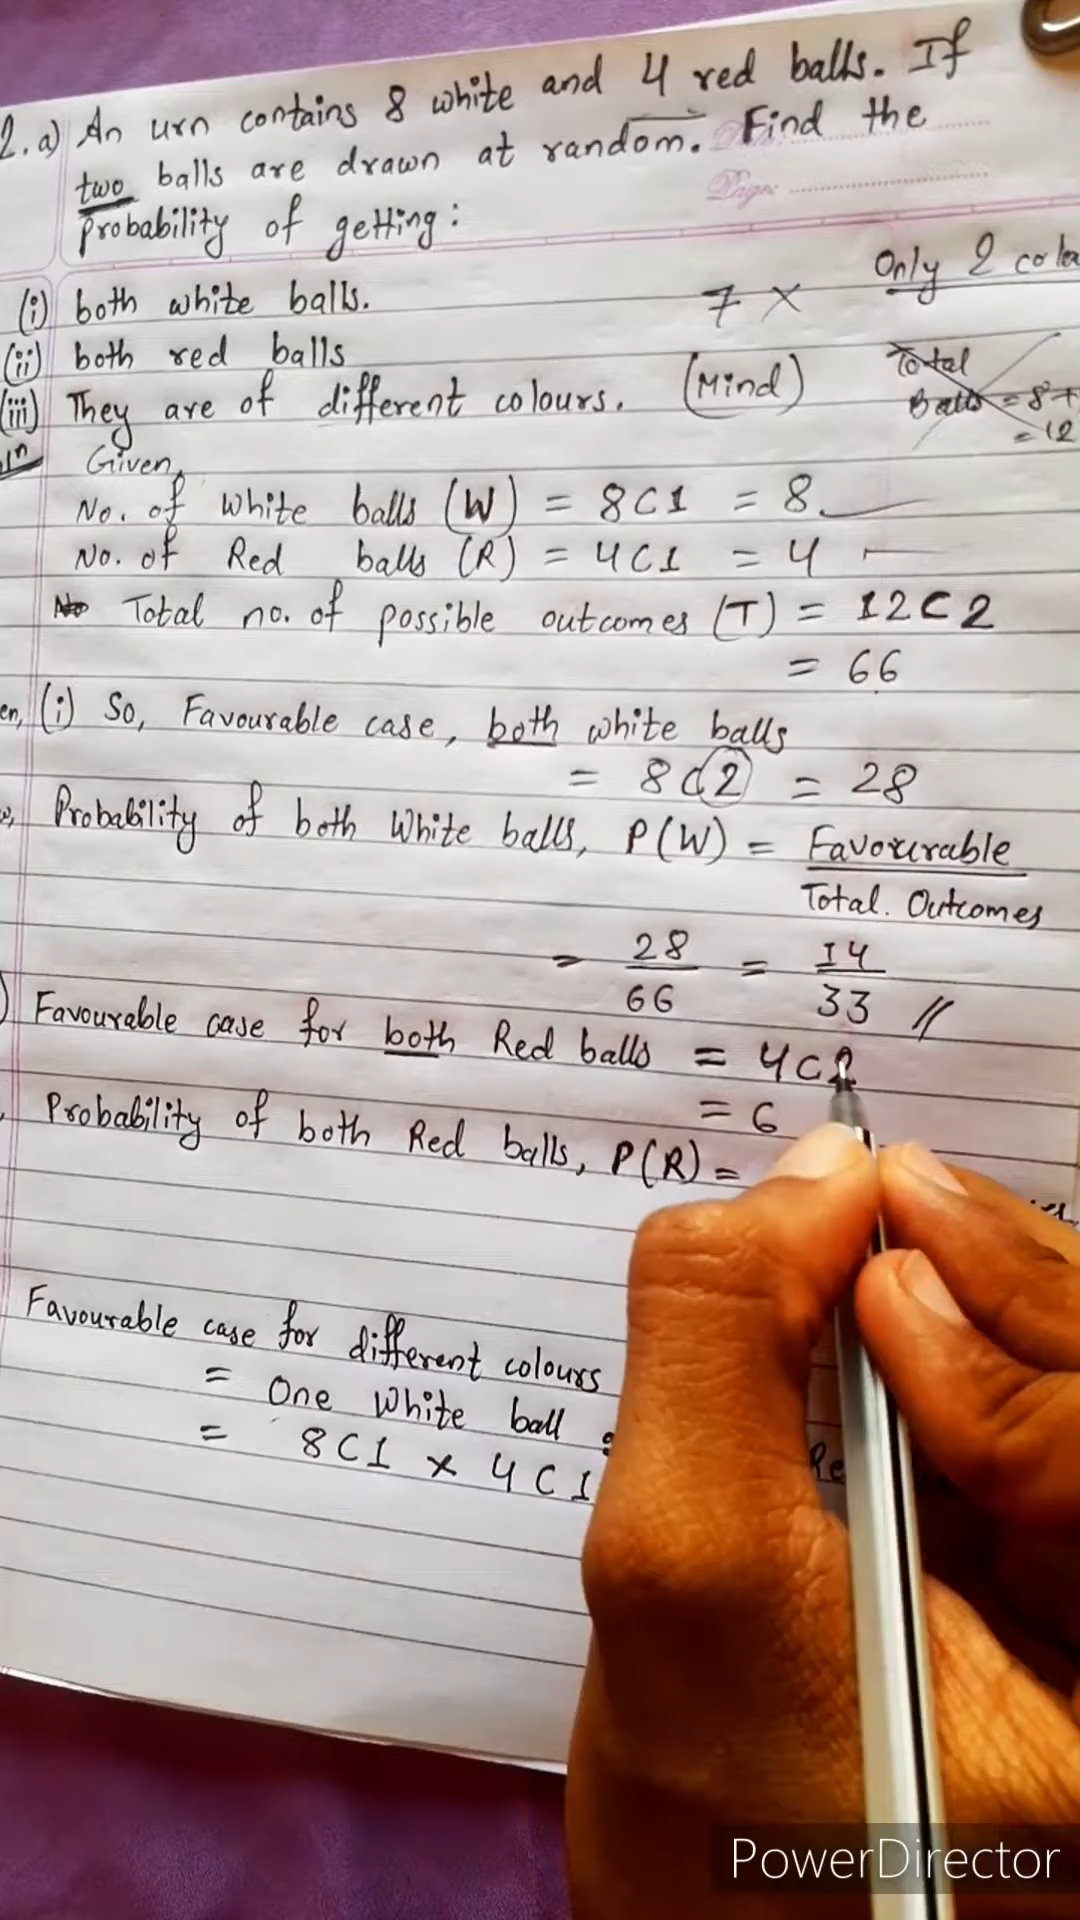 2.a) An urn contains 8 white and 4 red balls. If
two balls are drawn at random. Find the
Page:
probability of getting:
Only 2 color
(i) both white balls.
7 ×
(ii) both red balls
(iii) They are of different colours. (Mind)
Total
Balls = 8+
= 12
Given,
No. of white balls (W) = 8C1 = 8
No. of Red balls (R) = 4C1 = 4
No Total no. of possible outcomes (T) = 12C2
= 66
en, (i) So, Favourable case, both white balls
= 8C2 = 28
Probability of both White balls, P(W) = Favourable
Total. Outcomes
= 28/66 = 14/33 //
) Favourable case for both Red balls = 4C2
= 6
Probability of both Red balls, P(R) =
Favourable case for different colours
= One White ball
= 8C1 × 4C1
Re
PowerDirector